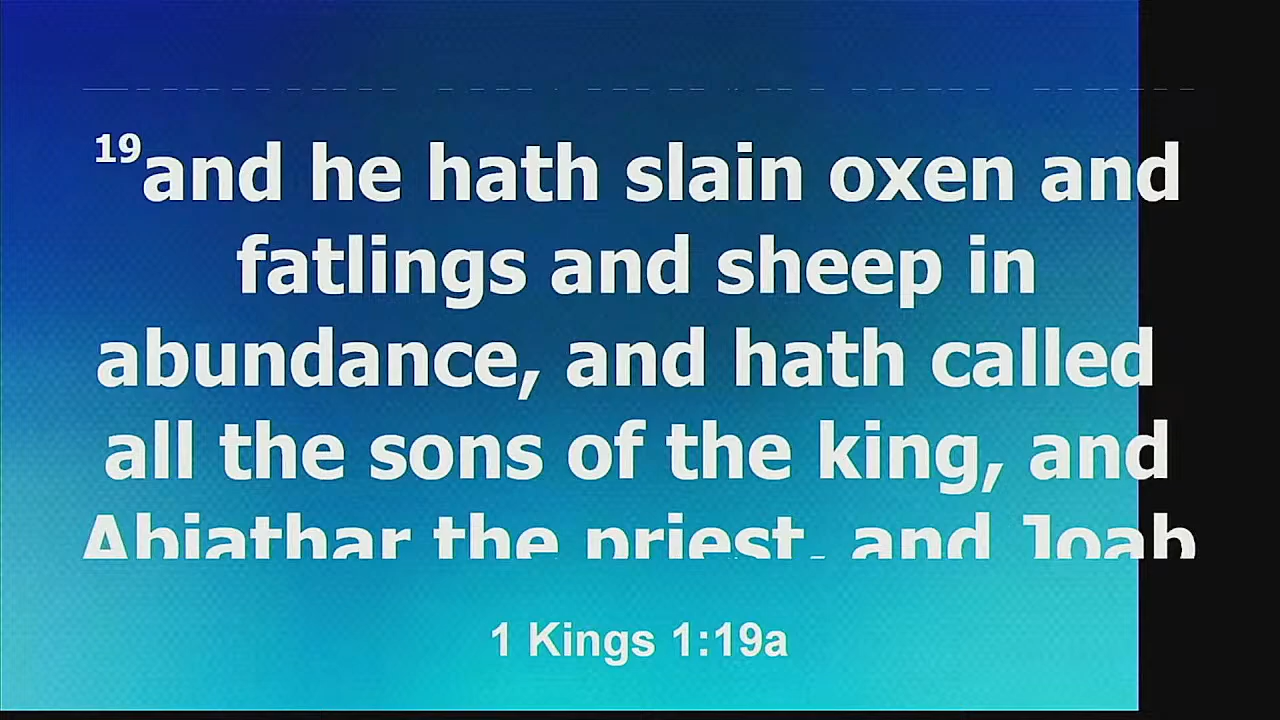 19and he hath slain oxen and
fatlings and sheep in
abundance, and hath called
all the sons of the king, and
Abiathar the priest, and Joab
1 Kings 1:19a